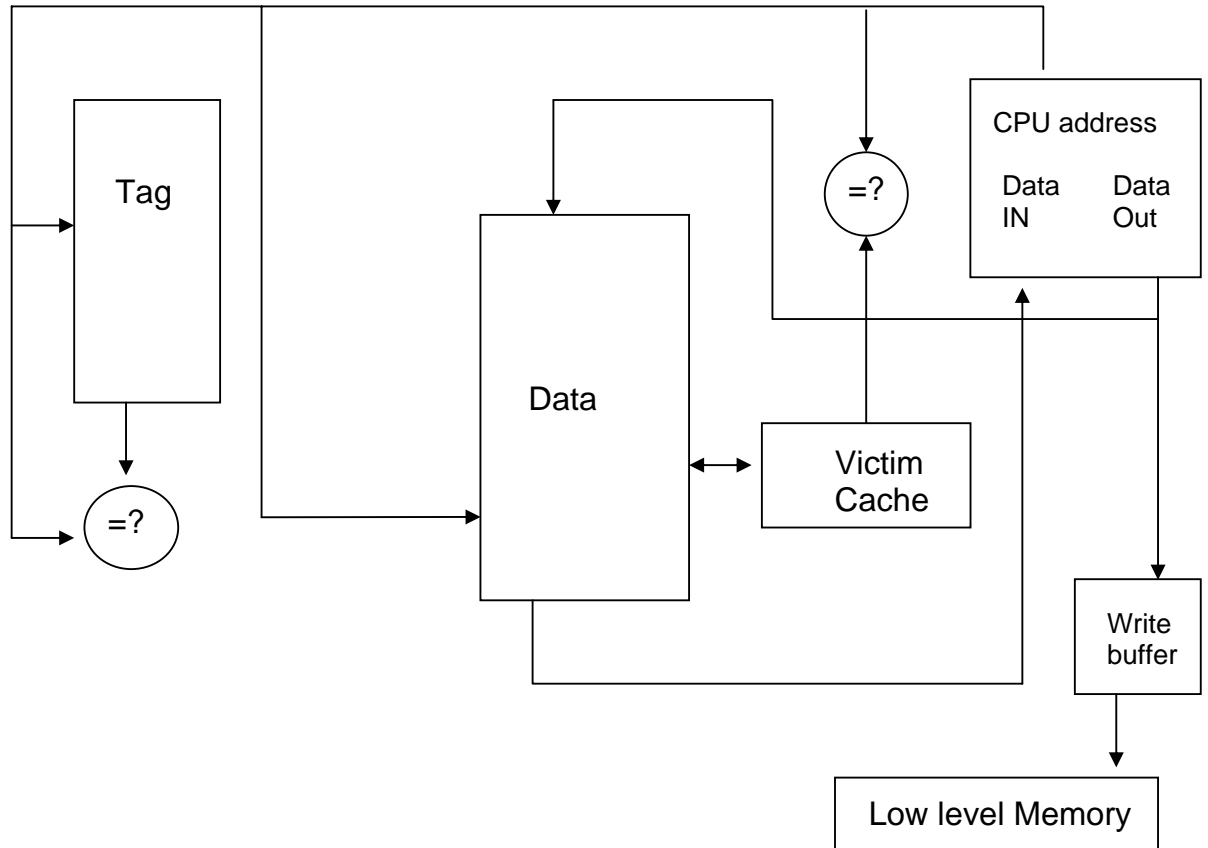 CPU address
Tag
=?
Data
IN
Data
Out
Data
Victim
Cache
=?
Write
buffer
Low level Memory